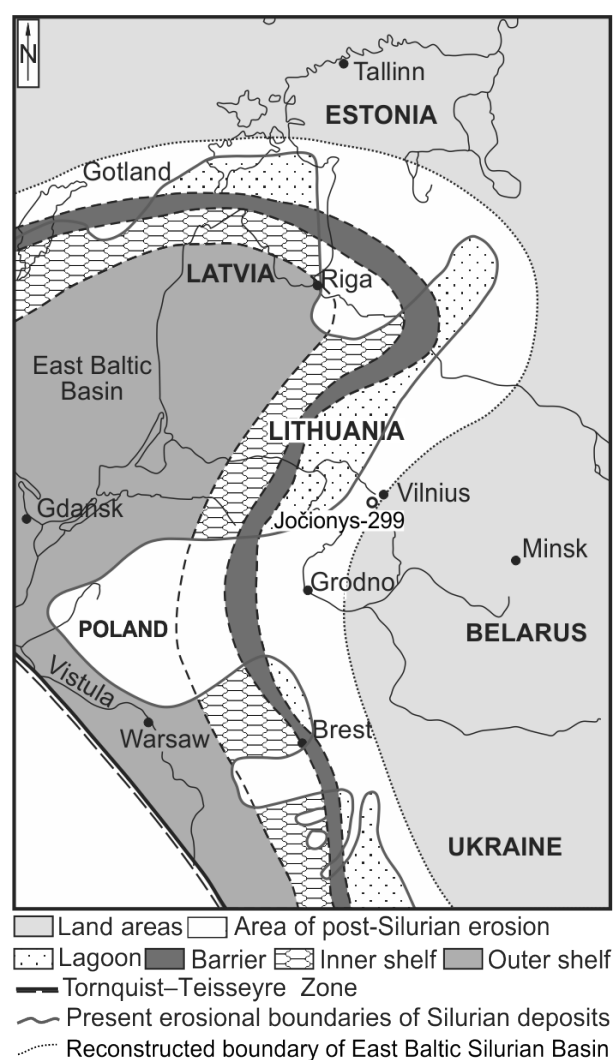 N
Tallinn
ESTONIA
Gotland
LATVIA
Riga
East Baltic
Basin
LITHUANIA
Vilnius
Gdańsk
Jočionys-299
Minsk
Grodno
POLAND
BELARUS
Vistula
Warsaw
Brest
UKRAINE
Land areas Area of post-Silurian erosion
Lagoon Barrier Inner shelf Outer shelf
Tornquist–Teisseyre Zone
Present erosional boundaries of Silurian deposits
Reconstructed boundary of East Baltic Silurian Basin